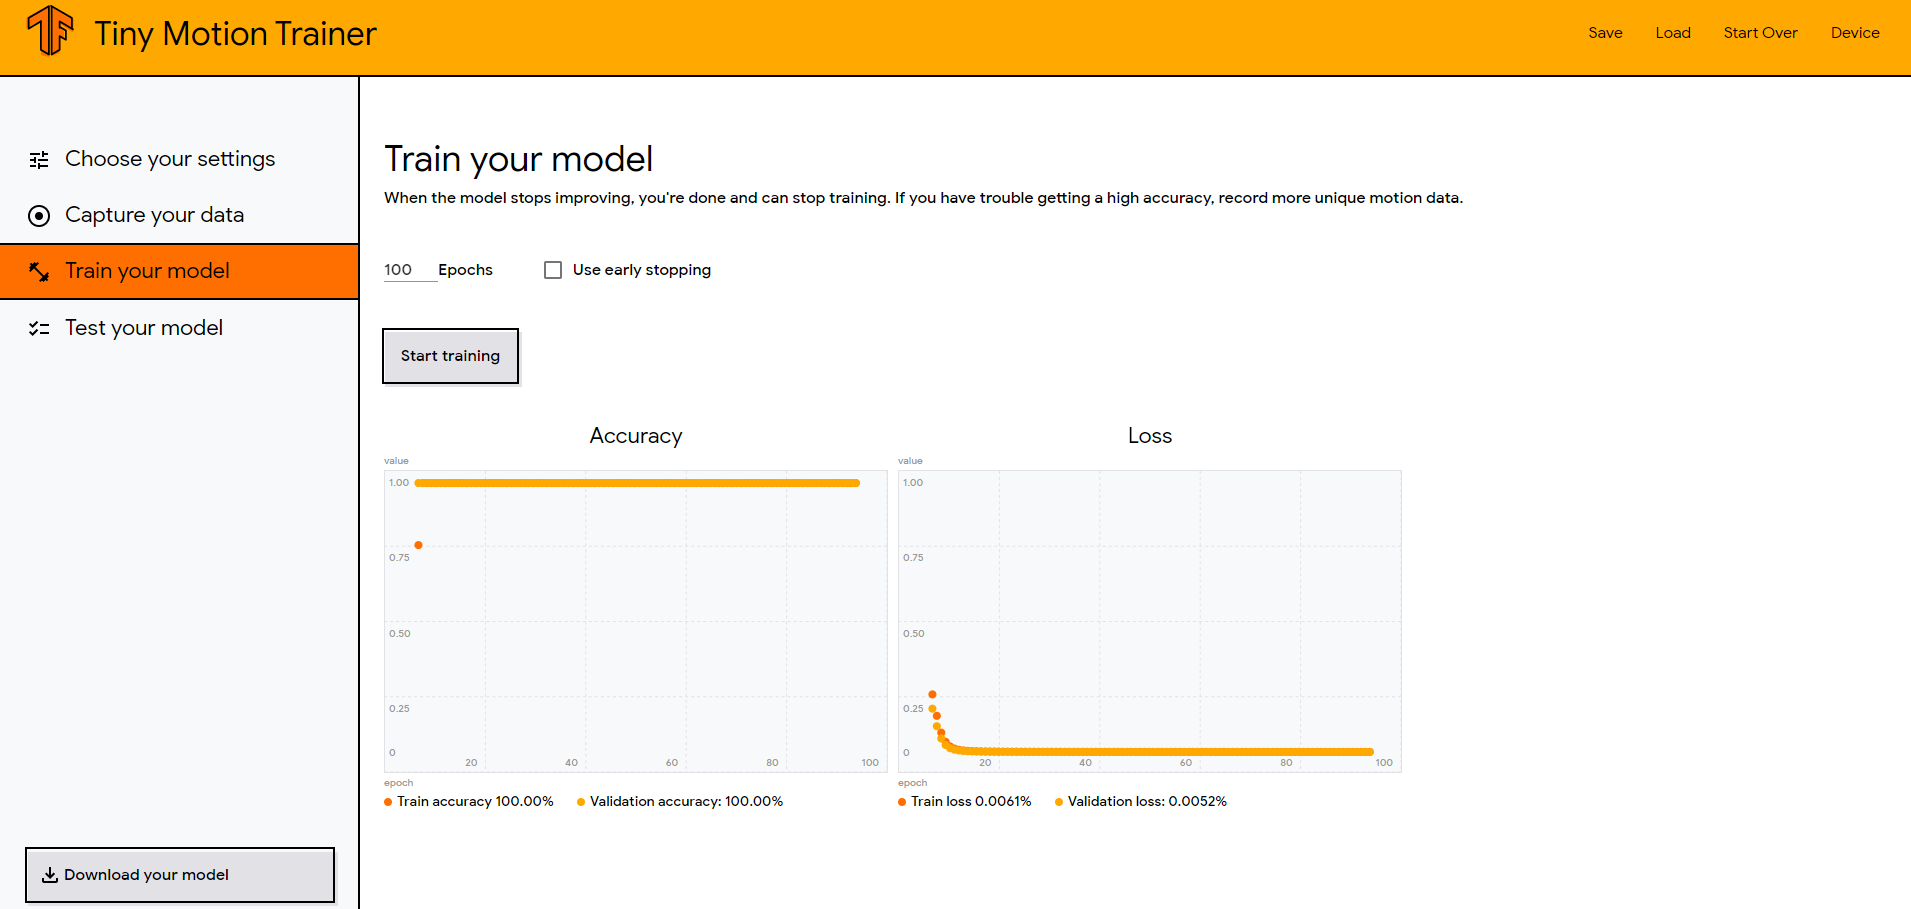 Tiny Motion Trainer
Save Load Start Over Device
Choose your settings
Capture your data
Train your model
Test your model
Download your model
Train your model
When the model stops improving, you're done and can stop training. If you have trouble getting a high accuracy, record more unique motion data.
100 Epochs Use early stopping
Start training
Accuracy
value
1.00
0.75
0.50
0.25
0
20 40 60 80 100
epoch
Train accuracy 100.00% Validation accuracy: 100.00%
Loss
value
1.00
0.75
0.50
0.25
0
20 40 60 80 100
epoch
Train loss 0.0061% Validation loss: 0.0052%